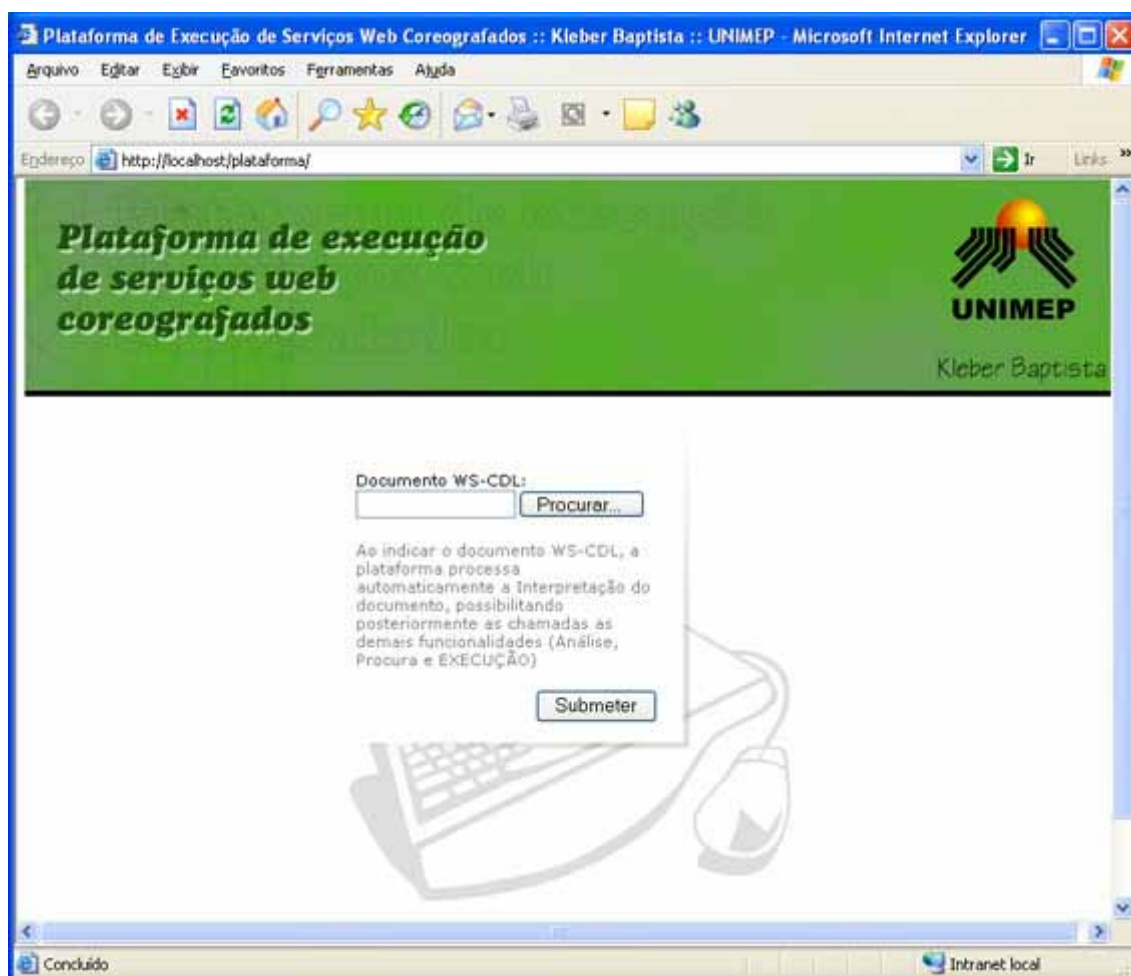 Plataforma de Execução de Serviços Web Coreografados :: Kleber Baptista :: UNIMEP - Microsoft Internet Explorer
Arquivo Editar Exibir Favoritos Ferramentas Ajuda
Endereço http://localhost/plataforma/ Ir Links »
Plataforma de execução
de serviços web
coreografados
UNIMEP
Kleber Baptista
Documento WS-CDL:
Procurar...
Ao indicar o documento WS-CDL, a
plataforma processa
automaticamente a Interpretação do
documento, possibilitando
posteriormente as chamadas as
demais funcionalidades (Análise,
Procura e EXECUÇÃO)
Submeter
Concluído Intranet local